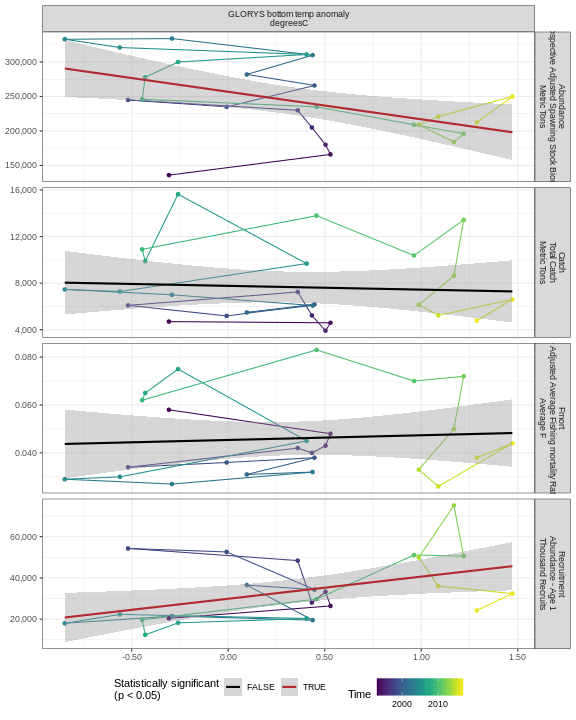 GLORYS bottom temp anomaly
degreesC
300,000
250,000
200,000
150,000
Abundance
Adjusted Spawning Stock
Metric Tons
16,000
12,000
8,000
4,000
Catch
Total Catch
Metric Tons
0.080
0.060
0.040
Fmort
Adjusted Average Fishing mortality
Average F
60,000
40,000
20,000
Recruitment
Abundance - Age 1
Thousand Recruits
-0.50
0.00
0.50
1.00
1.50
Statistically significant
(p < 0.05)
FALSE
TRUE
Time
2000
2010